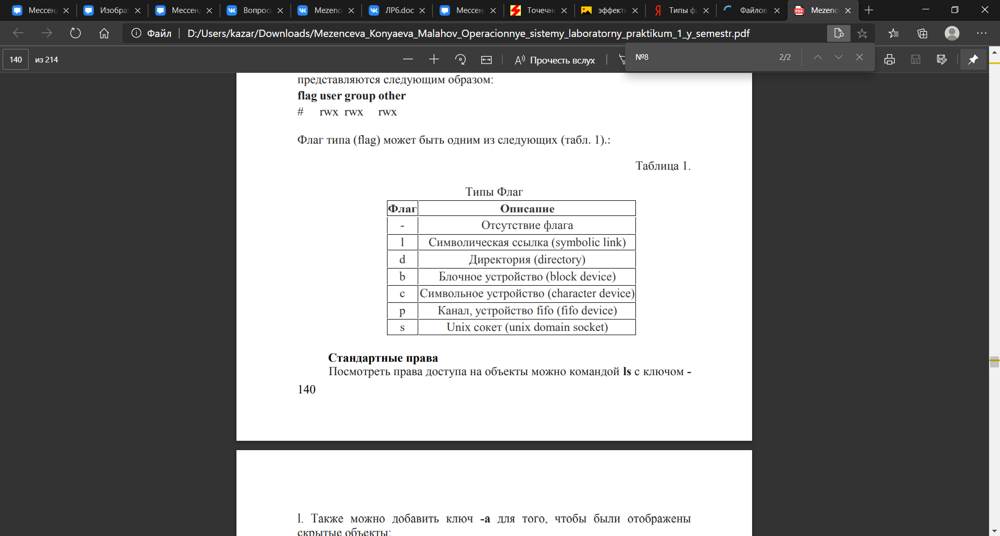 Мессен
Изобра
Мессен
Вопрос
Mezenc
ЛР6.doc
Мессен
Точечн
эффект
Типы ф
Файлов
Mezenc
Файл
D:/Users/kazar/Downloads/Mezenceva_Konyaeva_Malahov_Operacionnye_sistemy_laboratorny_praktikum_1_y_semestr.pdf
140 из 214
Прочесть вслух
№8 2/2
представляются следующим образом:
flag user group other
# rwx rwx rwx
Флаг типа (flag) может быть одним из следующих (табл. 1).:
Таблица 1.
Типы Флаг
Флаг Описание
- Отсутствие флага
l Символическая ссылка (symbolic link)
d Директория (directory)
b Блочное устройство (block device)
c Символьное устройство (character device)
p Канал, устройство fifo (fifo device)
s Unix сокет (unix domain socket)
Стандартные права
Посмотреть права доступа на объекты можно командой ls с ключом -
140
l. Также можно добавить ключ -a для того, чтобы были отображены
скрытые объекты: